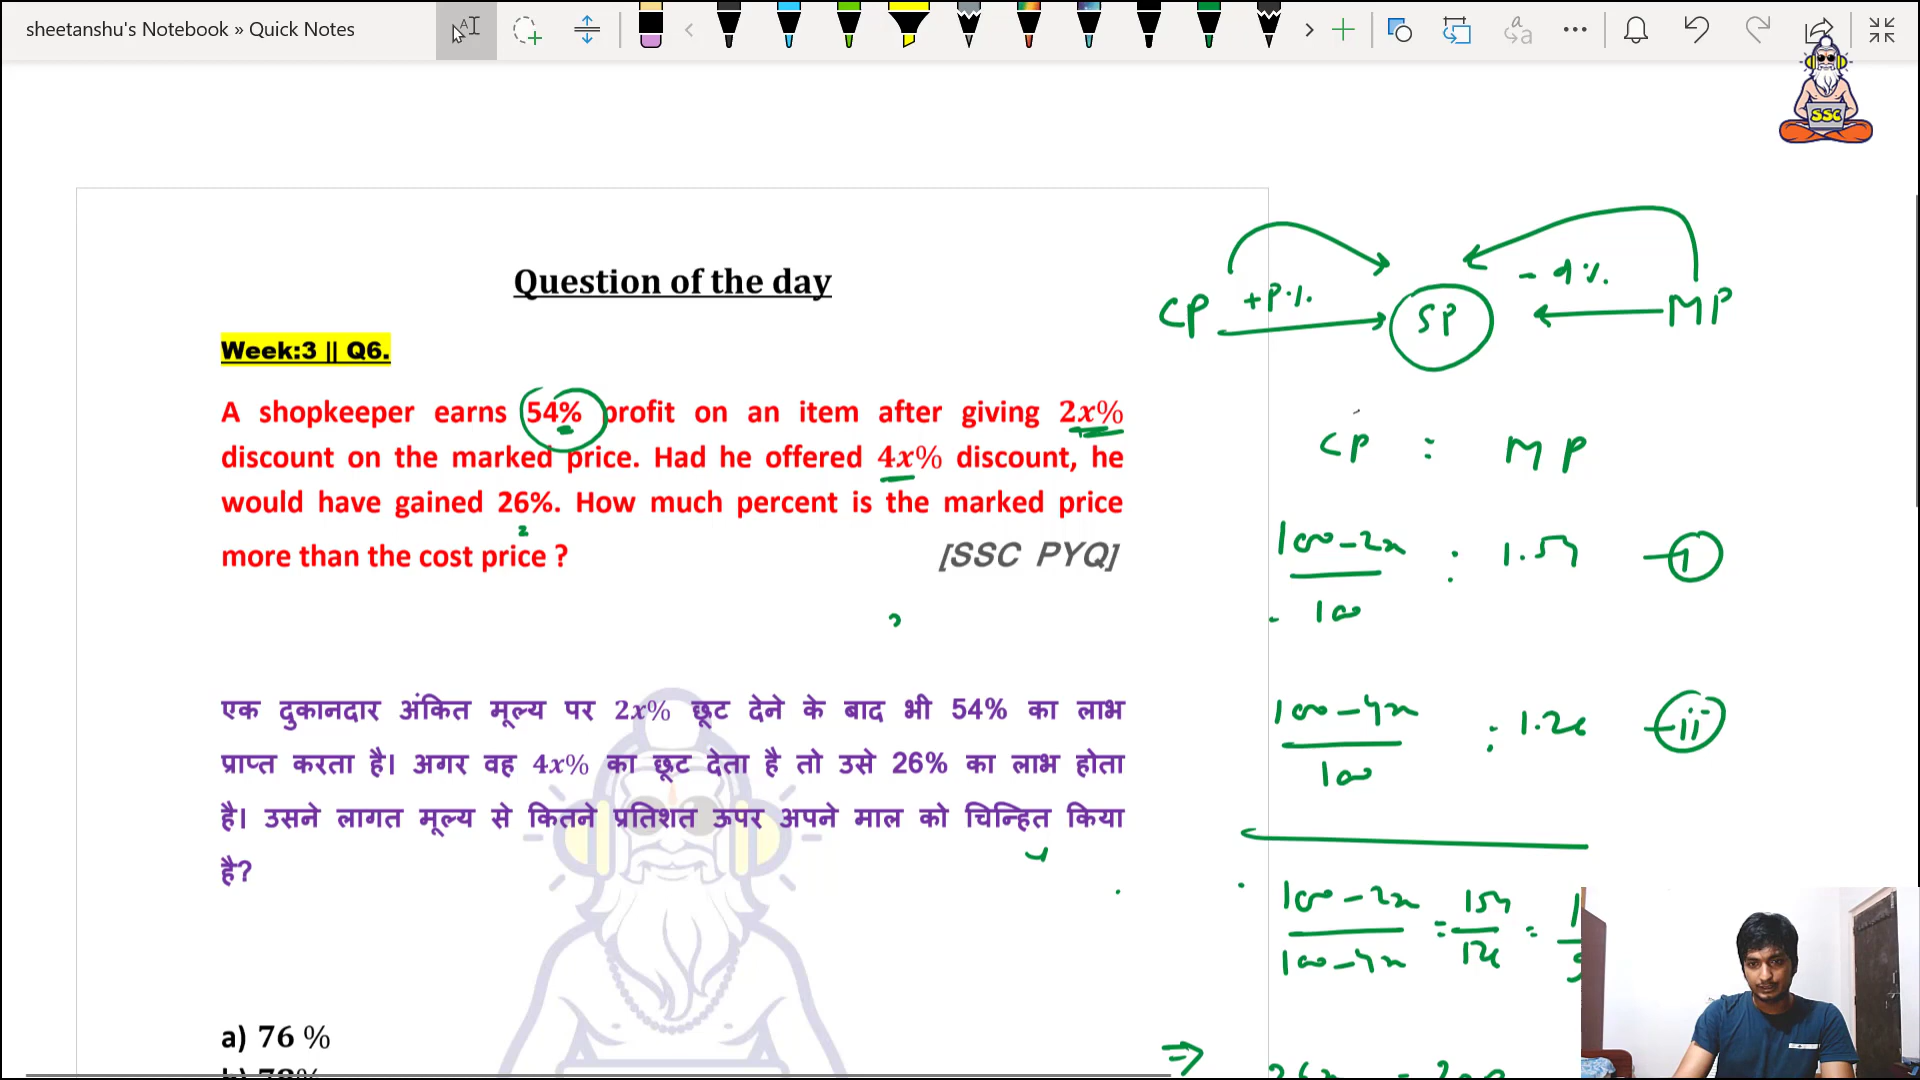 sheetanshu's Notebook » Quick Notes
SSC
Question of the day
Week:3 || Q6.
A shopkeeper earns 54% profit on an item after giving 2x%
discount on the marked price. Had he offered 4x% discount, he
would have gained 26%. How much percent is the marked price
more than the cost price ?
[SSC PYQ]
एक दुकानदार अंकित मूल्य पर 2x% छूट देने के बाद भी 54% का लाभ
प्राप्त करता है। अगर वह 4x% का छूट देता है तो उसे 26% का लाभ होता
है। उसने लागत मूल्य से कितने प्रतिशत ऊपर अपने माल को चिन्हित किया
है?
a) 76 %
CP +P% SP - d% MP
CP : MP
100-2x
100
: 1.54 - i
100-4x
100
: 1.26 - ii
100-2x
100-4x
= 154
126
=
⇒